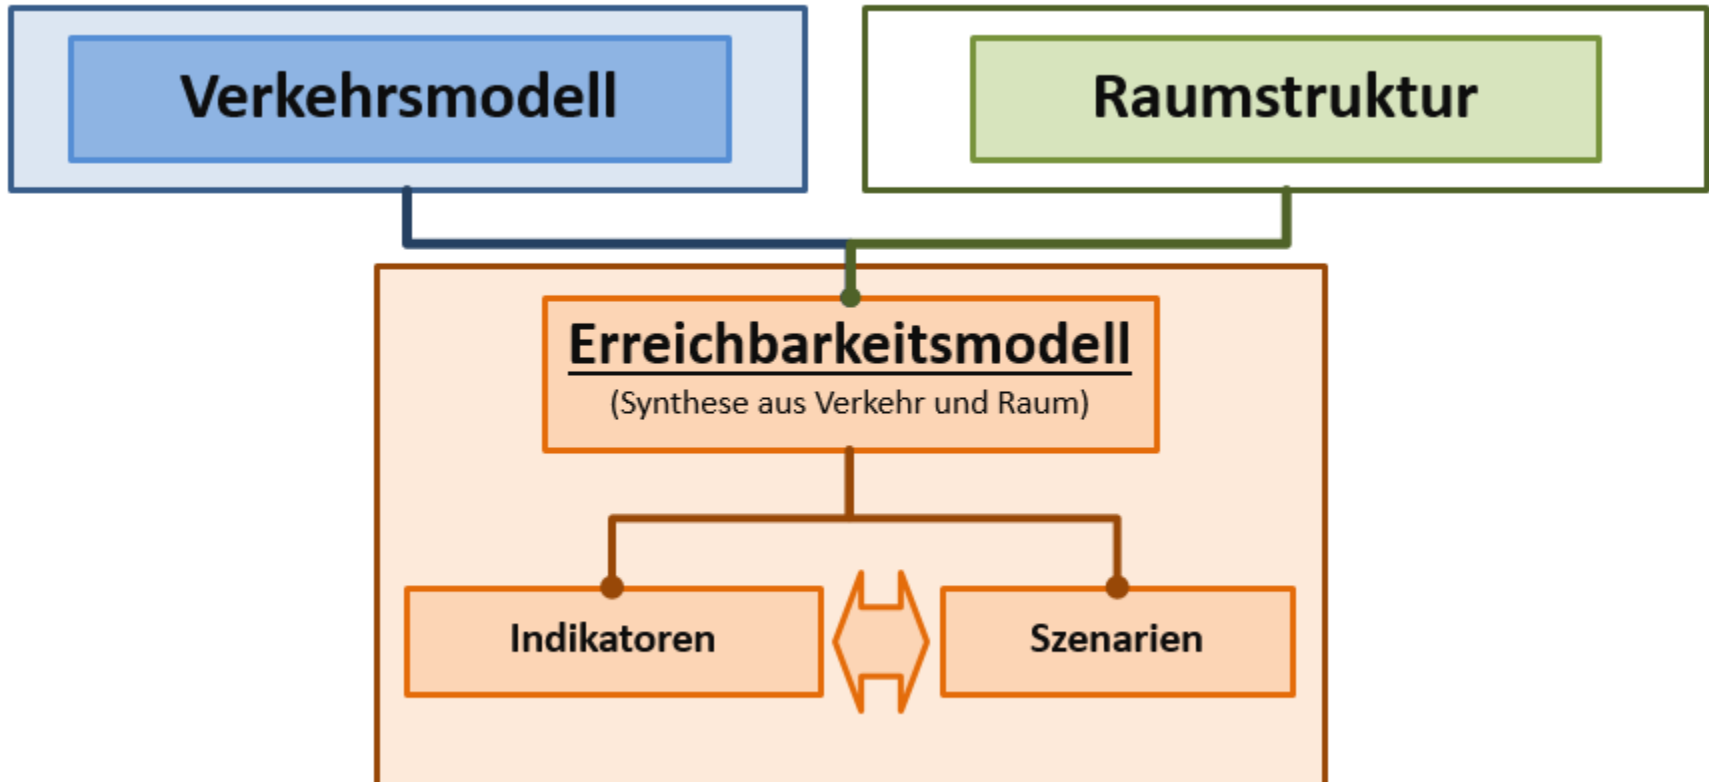 Verkehrsmodell
Raumstruktur
Erreichbarkeitsmodell
(Synthese aus Verkehr und Raum)
Indikatoren
Szenarien